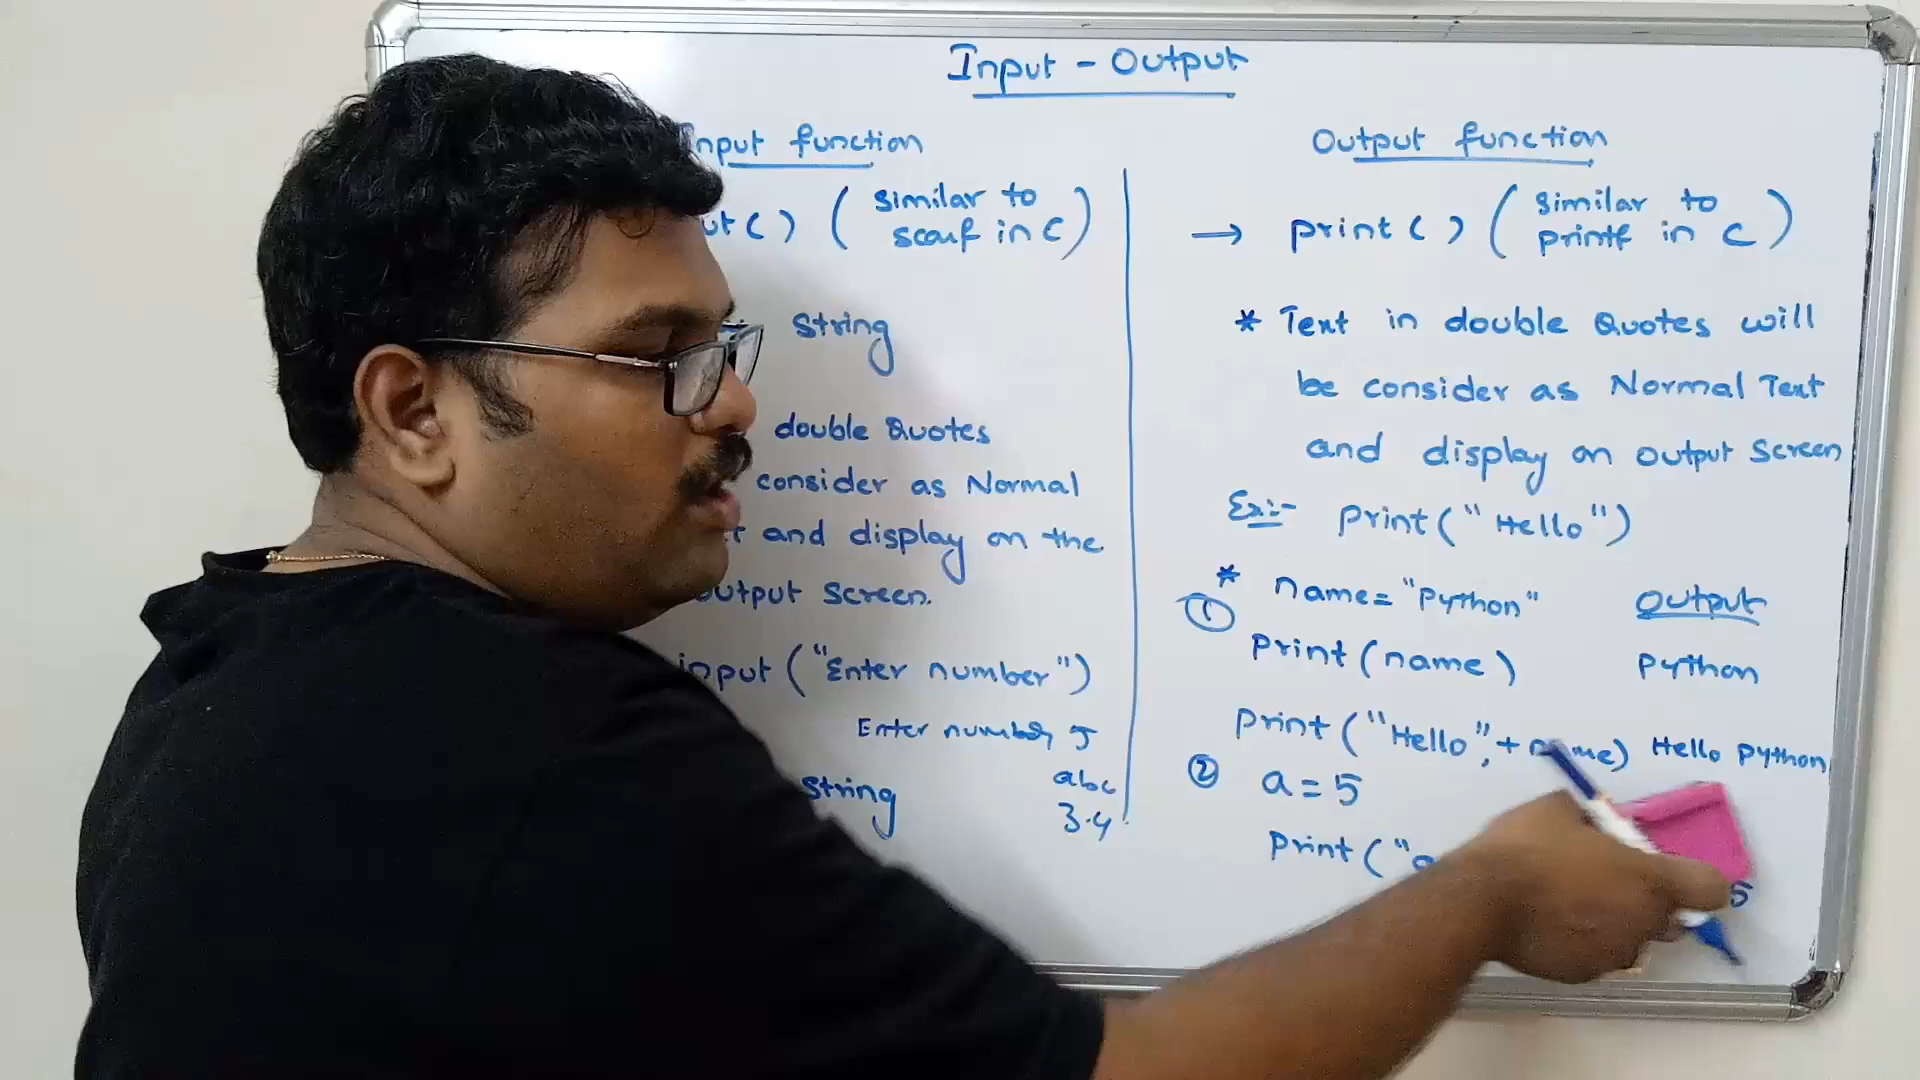 Input - Output
nput function
ut() ( similar to
scanf in C )
string
double Quotes
consider as Normal
and display on the
output screen.
input ("Enter number")
Enter number 5
string abc
3.4
Output function
→ print() ( similar to
printf in C )
* Text in double Quotes will
be consider as Normal Text
and display on output screen
Ex:- print("Hello")
* name="Python" Output
① print(name) Python
print("Hello",+ name) Hello Python
② a=5
print("a
5